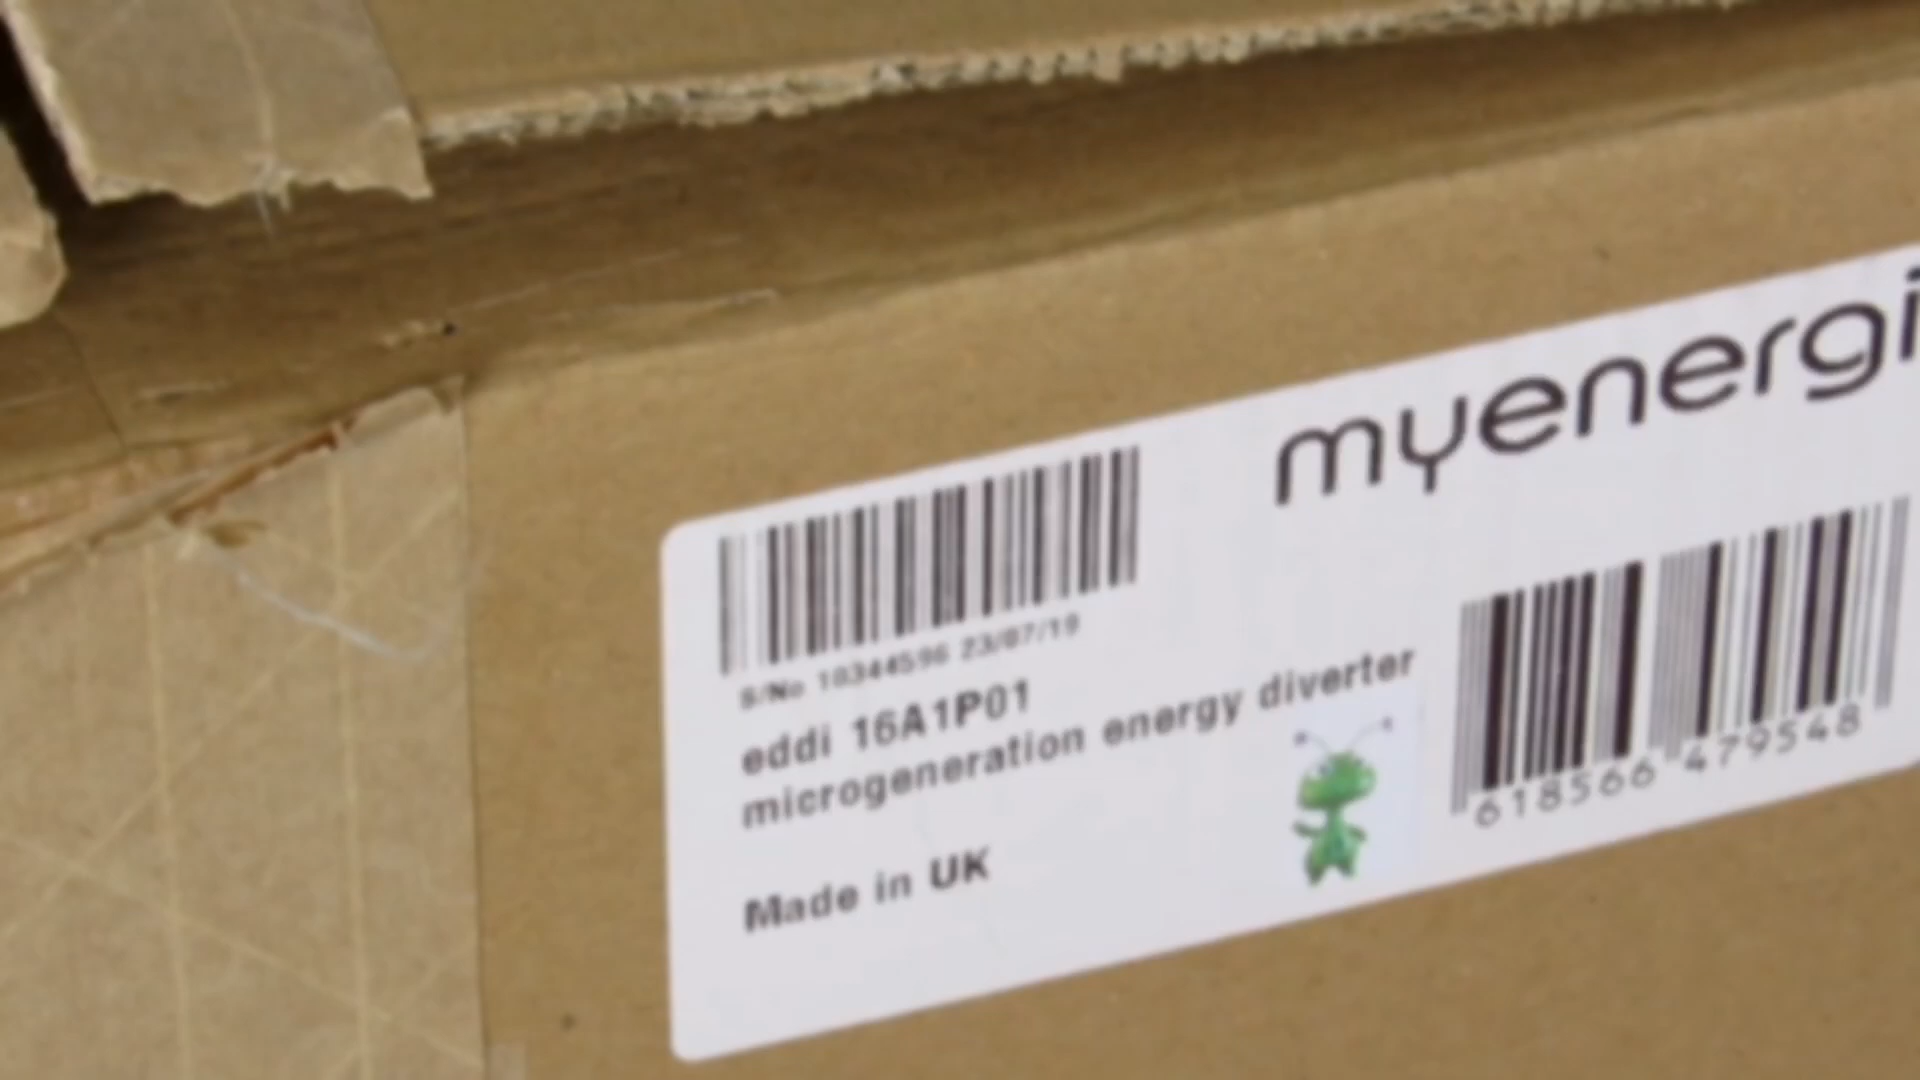 myenergi
S/No 10344596 23/07/19
eddi 16A1P01
microgeneration energy diverter
618566 479548
Made in UK